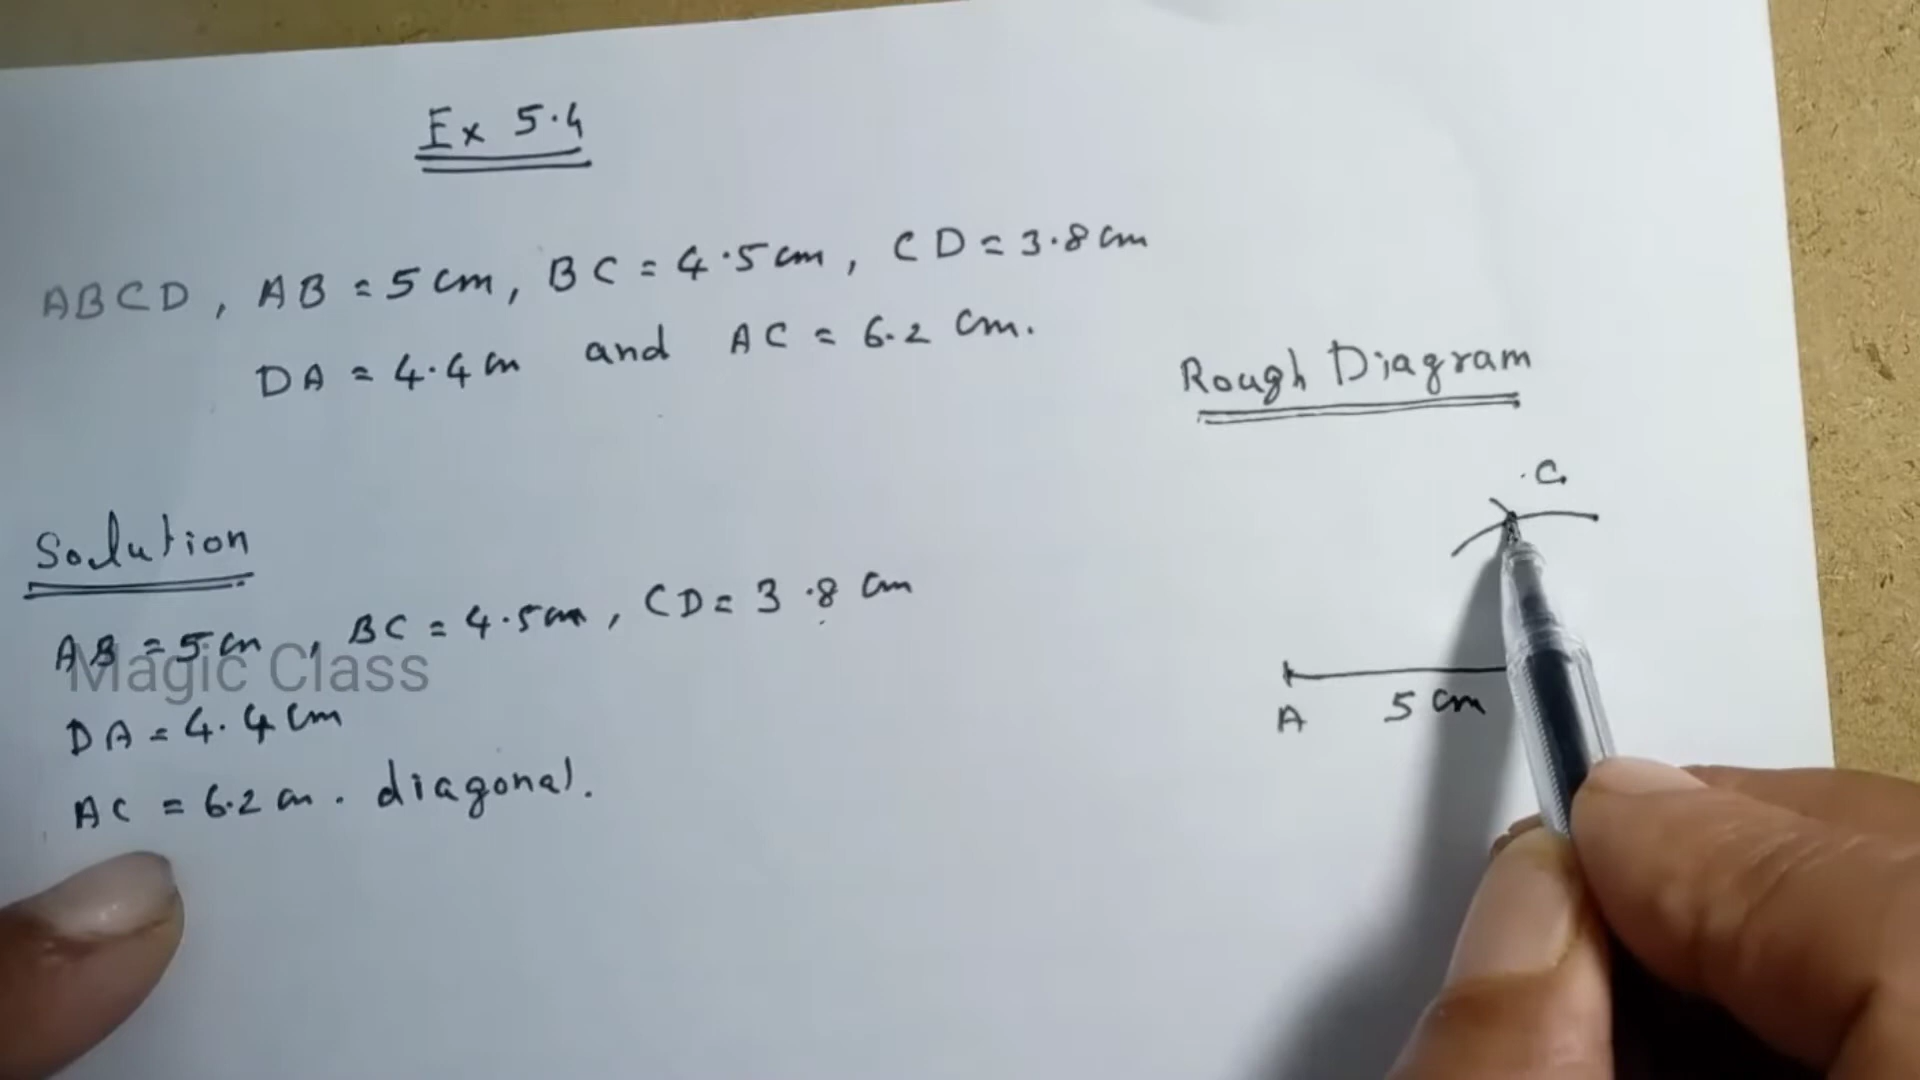 Ex 5.4
ABCD, AB = 5 cm, BC = 4.5 cm, CD = 3.8 cm
DA = 4.4 cm and AC = 6.2 cm.
Rough Diagram
C
Solution
AB = 5 cm, BC = 4.5 cm, CD = 3.8 cm
Magic Class
A 5 cm
DA = 4.4 cm
AC = 6.2 cm. diagonal.